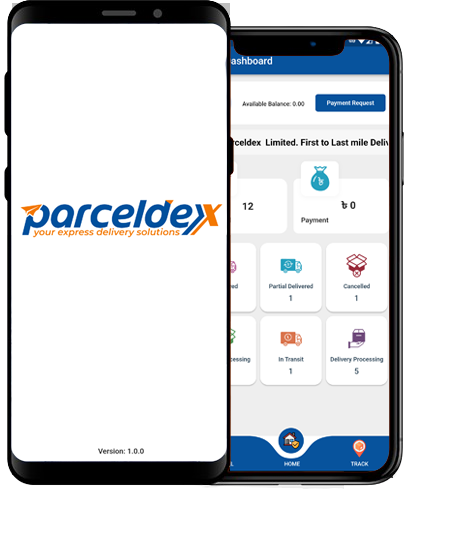 parceldex
your express delivery solutions
Version: 1.0.0
ashboard
Available Balance: 0.00
Payment Request
rceldex Limited. First to Last mile Deliv
12
৳ 0
Payment
Partial Delivered
1
Cancelled
1
In Transit
1
Delivery Processing
5
HOME
TRACK